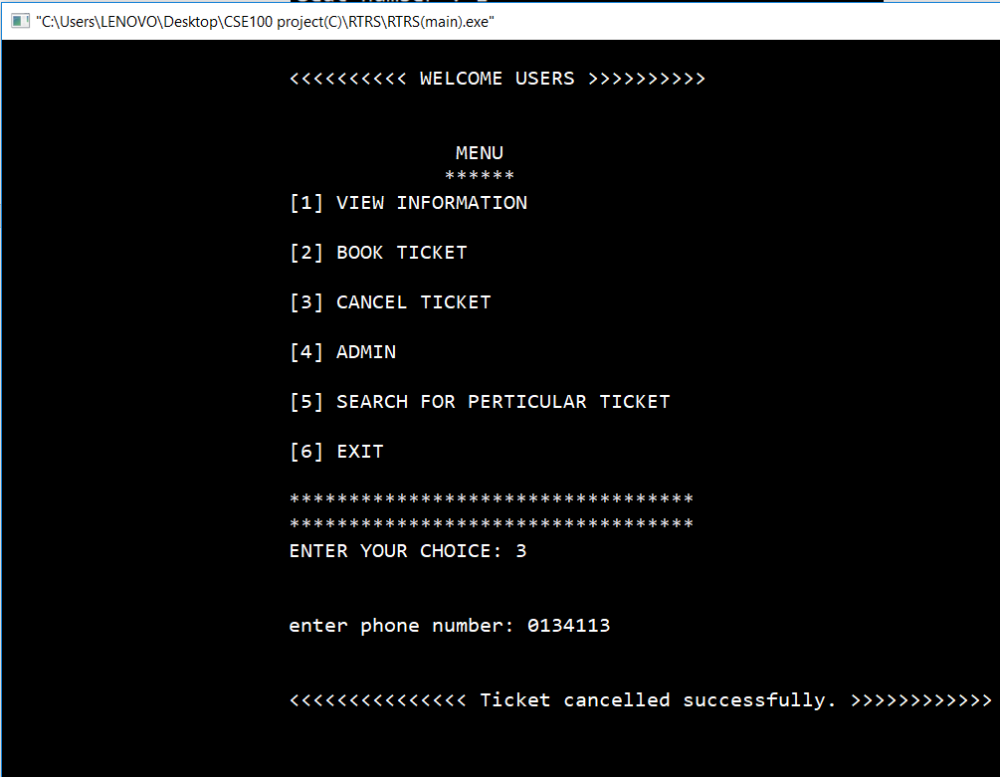 "C:\Users\LENOVO\Desktop\CSE100 project(C)\RTRS\RTRS(main).exe"
<<<<<<<<<< WELCOME USERS >>>>>>>>>>
MENU
******
[1] VIEW INFORMATION
[2] BOOK TICKET
[3] CANCEL TICKET
[4] ADMIN
[5] SEARCH FOR PERTICULAR TICKET
[6] EXIT
**********************************
**********************************
ENTER YOUR CHOICE: 3
enter phone number: 0134113
<<<<<<<<<<<<<<< Ticket cancelled successfully. >>>>>>>>>>>>